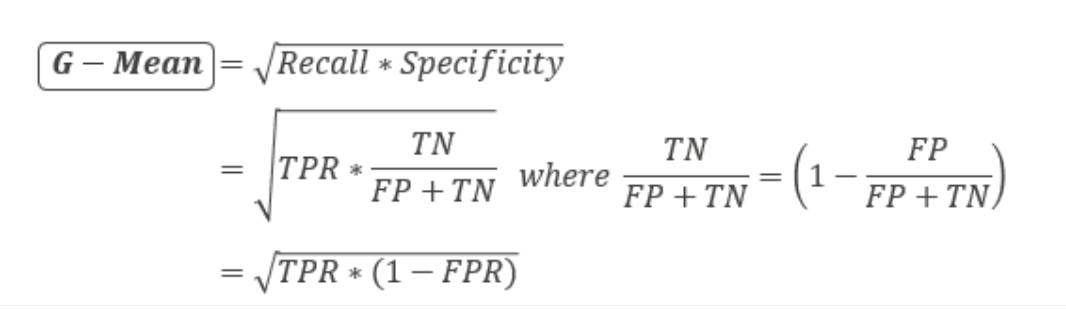 G – Mean = √(Recall * Specificity)
= √(TPR * TN / (FP + TN)) where TN / (FP + TN) = (1 − FP / (FP + TN))
= √(TPR * (1 − FPR))